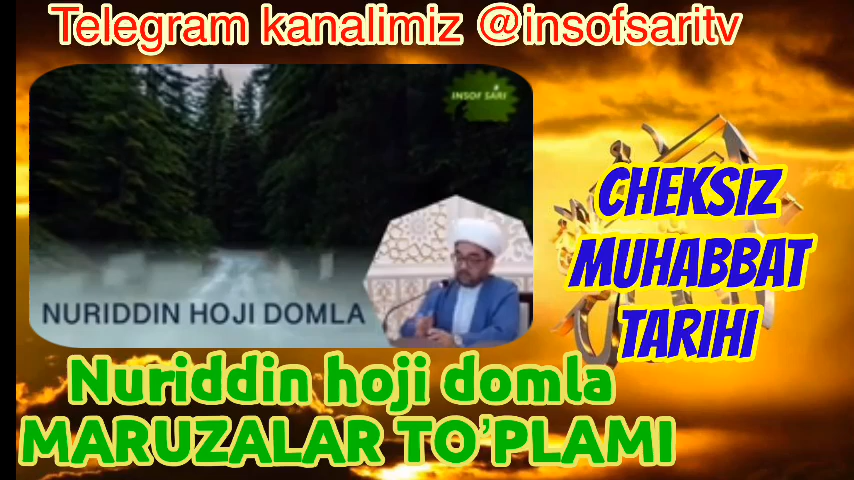 Telegram kanalimiz @insofsaritv
INSOF SARI
NURIDDIN HOJI DOMLA
CHEKSIZ
MUHABBAT
TARIHI
Nuriddin hoji domla
MARUZALAR TO’PLAMI